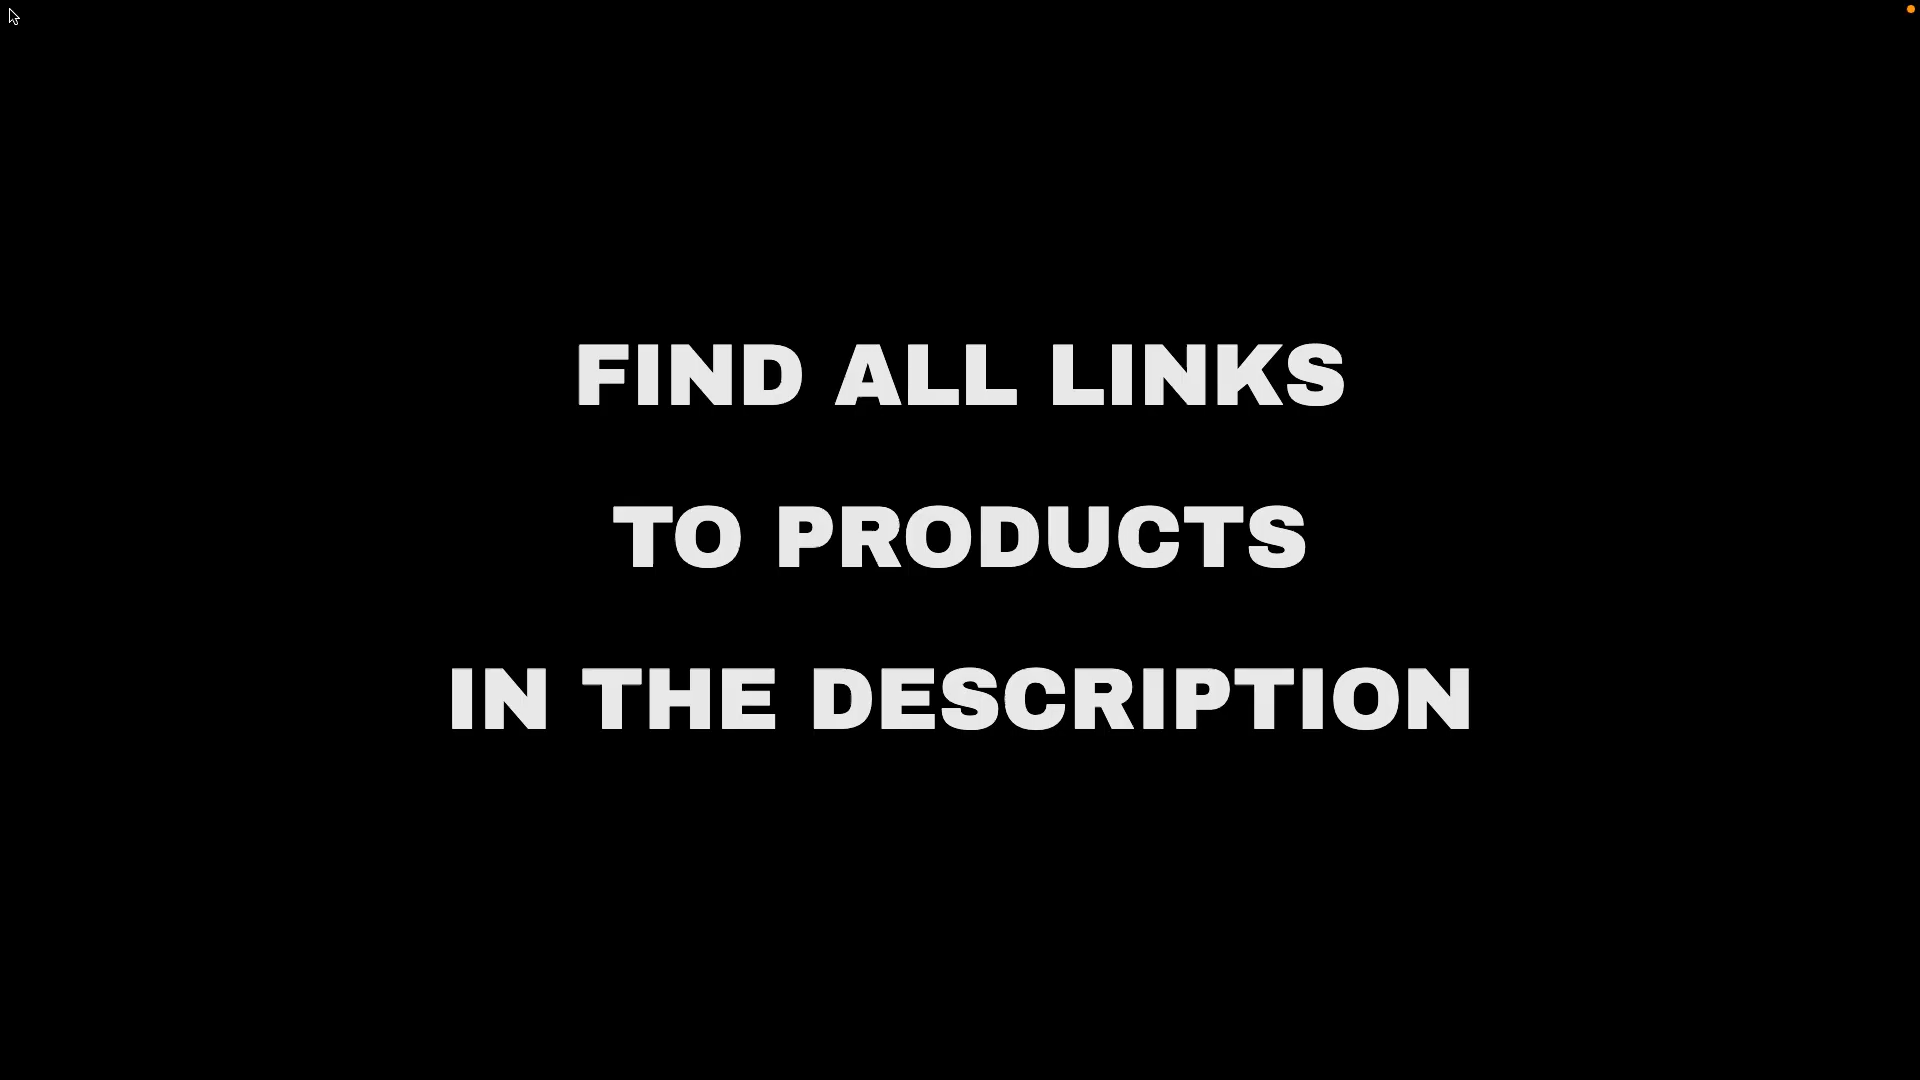 FIND ALL LINKS
TO PRODUCTS
IN THE DESCRIPTION